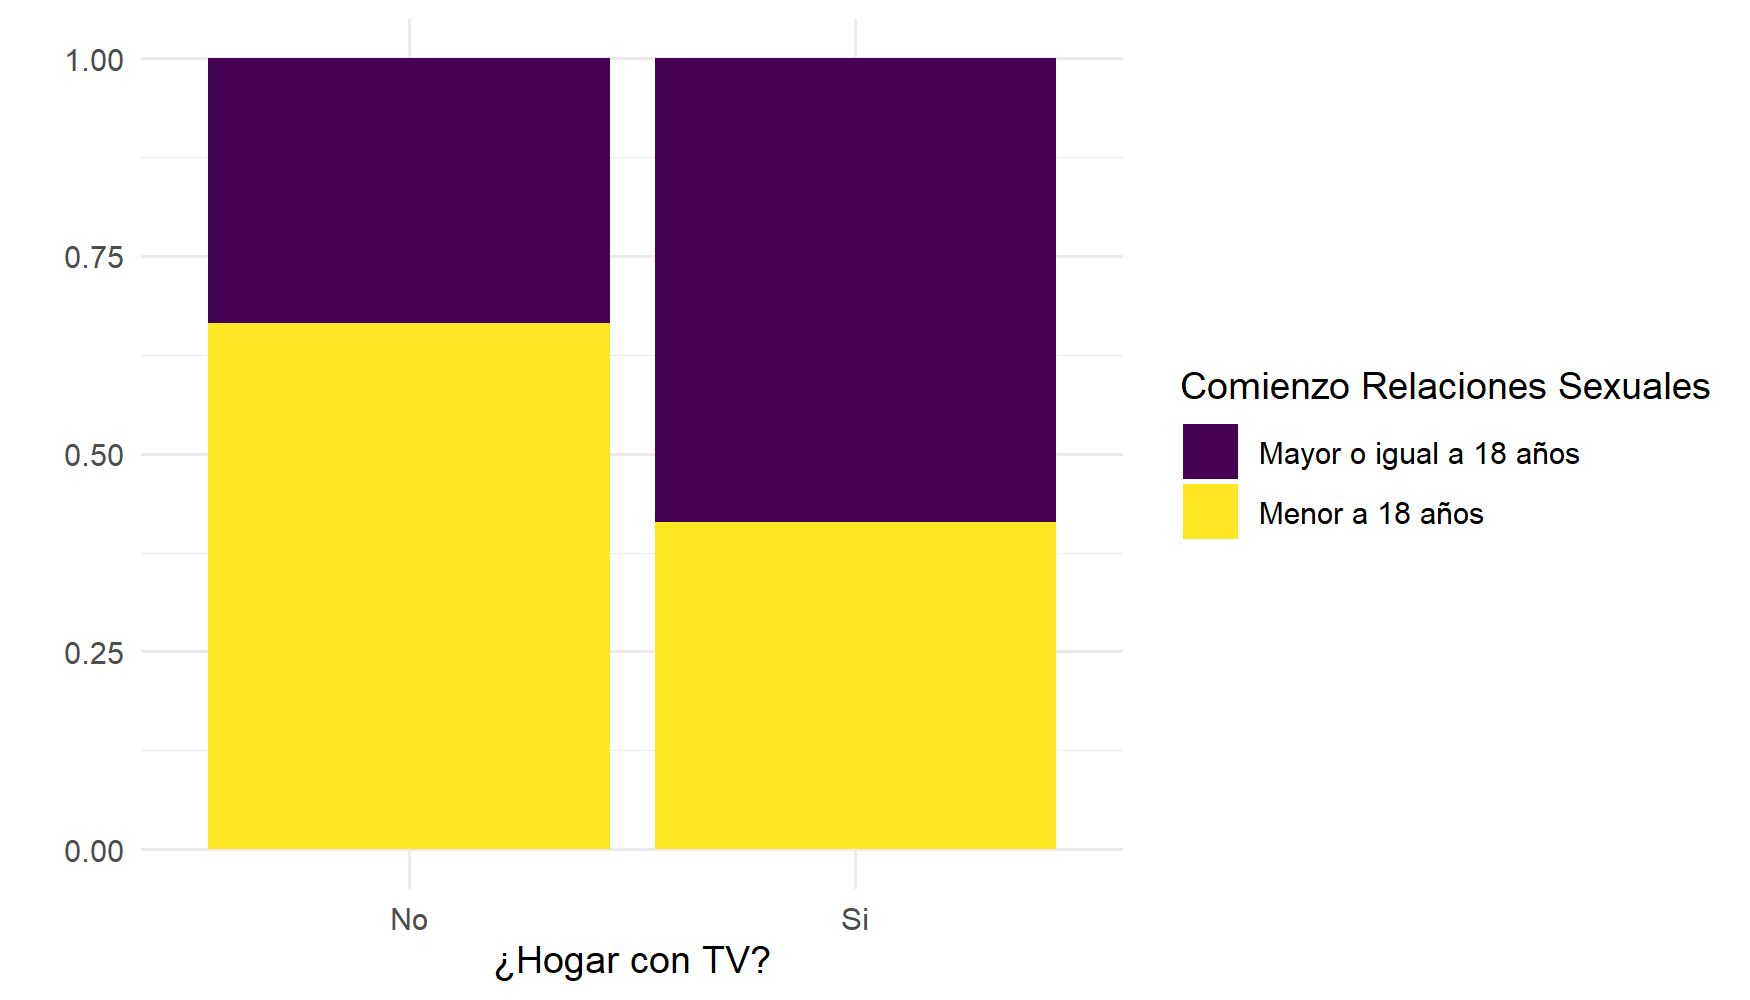 1.00
0.75
0.50
0.25
0.00
No
Si
¿Hogar con TV?
Comienzo Relaciones Sexuales
Mayor o igual a 18 años
Menor a 18 años